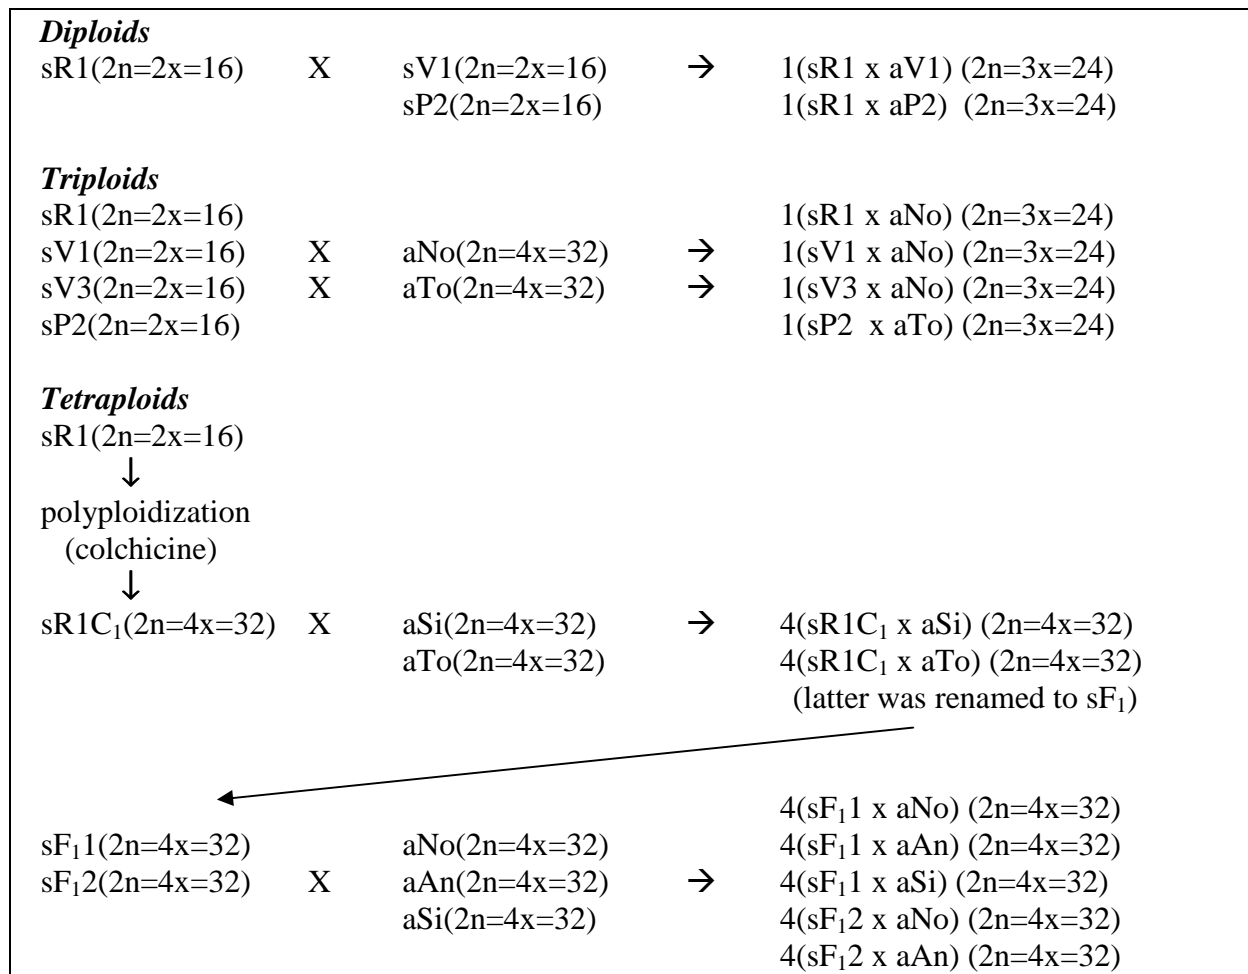 Diploids
sR1(2n=2x=16) X sV1(2n=2x=16) → 1(sR1 x aV1) (2n=3x=24)
sP2(2n=2x=16) 1(sR1 x aP2) (2n=3x=24)
Triploids
sR1(2n=2x=16) 1(sR1 x aNo) (2n=3x=24)
sV1(2n=2x=16) X aNo(2n=4x=32) → 1(sV1 x aNo) (2n=3x=24)
sV3(2n=2x=16) X aTo(2n=4x=32) → 1(sV3 x aNo) (2n=3x=24)
sP2(2n=2x=16) 1(sP2 x aTo) (2n=3x=24)
Tetraploids
sR1(2n=2x=16)
↓
polyploidization
(colchicine)
↓
sR1C₁(2n=4x=32) X aSi(2n=4x=32) → 4(sR1C₁ x aSi) (2n=4x=32)
aTo(2n=4x=32) 4(sR1C₁ x aTo) (2n=4x=32)
(latter was renamed to sF₁)
4(sF₁1 x aNo) (2n=4x=32)
sF₁1(2n=4x=32) aNo(2n=4x=32) 4(sF₁1 x aAn) (2n=4x=32)
sF₁2(2n=4x=32) X aAn(2n=4x=32) → 4(sF₁1 x aSi) (2n=4x=32)
aSi(2n=4x=32) 4(sF₁2 x aNo) (2n=4x=32)
4(sF₁2 x aAn) (2n=4x=32)